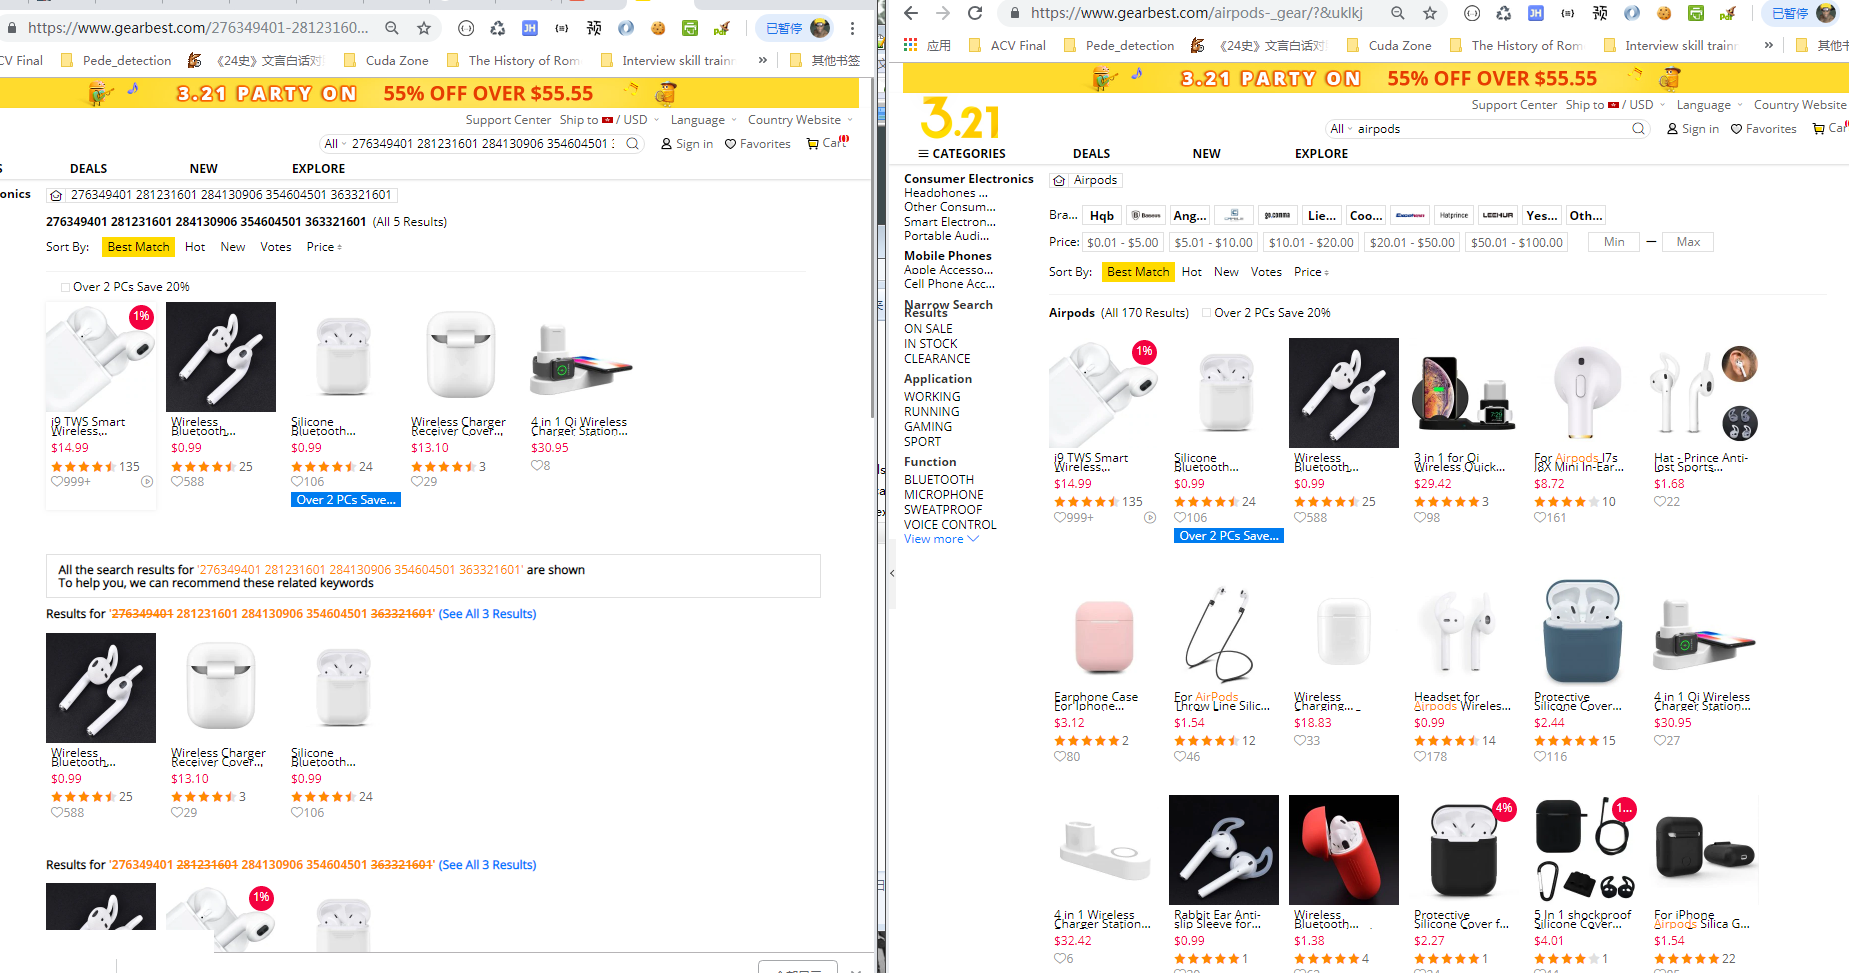 https://www.gearbest.com/276349401-28123160...
已暂停
CV Final
Pede_detection
《24史》文言白话对
Cuda Zone
The History of Rom
Interview skill trainr
»
其他书签
3.21 PARTY ON 55% OFF OVER $55.55
Support Center Ship to / USD Language Country Website
All 276349401 281231601 284130906 354604501 3
Sign in Favorites Cart
DEALS NEW EXPLORE
onics
276349401 281231601 284130906 354604501 363321601
276349401 281231601 284130906 354604501 363321601 (All 5 Results)
Sort By: Best Match Hot New Votes Price
Over 2 PCs Save 20%
1%
i9 TWS Smart Wireless...
$14.99
135
999+
Wireless Bluetooth...
$0.99
25
588
Silicone Bluetooth...
$0.99
24
106
Over 2 PCs Save...
Wireless Charger Receiver Cover...
$13.10
3
29
4 in 1 Qi Wireless Charger Station...
$30.95
8
All the search results for '276349401 281231601 284130906 354604501 363321601' are shown
To help you, we can recommend these related keywords
Results for '276349401 281231601 284130906 354604501 363321601' (See All 3 Results)
Wireless Bluetooth...
$0.99
25
588
Wireless Charger Receiver Cover...
$13.10
3
29
Silicone Bluetooth...
$0.99
24
106
Results for '276349401 281231601 284130906 354604501 363321601' (See All 3 Results)
1%
https://www.gearbest.com/airpods-_gear/?&uklkj
已暂停
应用
ACV Final
Pede_detection
《24史》文言白话对
Cuda Zone
The History of Rom
Interview skill trainr
»
其他书
3.21 PARTY ON 55% OFF OVER $55.55
3.21
Support Center Ship to / USD Language Country Website
All airpods
Sign in Favorites Car
CATEGORIES DEALS NEW EXPLORE
Consumer Electronics
Headphones ...
Other Consum...
Smart Electron...
Portable Audi...
Mobile Phones
Apple Accesso...
Cell Phone Acc...
Narrow Search Results
ON SALE
IN STOCK
CLEARANCE
Application
WORKING
RUNNING
GAMING
SPORT
Function
BLUETOOTH
MICROPHONE
SWEATPROOF
VOICE CONTROL
View more
Airpods
Bra... Hqb Baseus Ang... go.comma Lie... Coo... Hatprince LEEHUR Yes... Oth...
Price: $0.01 - $5.00 $5.01 - $10.00 $10.01 - $20.00 $20.01 - $50.00 $50.01 - $100.00 Min — Max
Sort By: Best Match Hot New Votes Price
Airpods (All 170 Results) Over 2 PCs Save 20%
1%
i9 TWS Smart Wireless...
$14.99
135
999+
Silicone Bluetooth...
$0.99
24
106
Over 2 PCs Save...
Wireless Bluetooth...
$0.99
25
588
3 in 1 for Qi Wireless Quick...
$29.42
3
98
For Airpods I7s I8X Mini In-Ear...
$8.72
10
161
Hat - Prince Anti-lost Sports...
$1.68
22
Earphone Case For Iphone...
$3.12
2
80
For AirPods Throw Line Silic...
$1.54
12
46
Wireless Charging...
$18.83
33
Headset for Airpods Wireles...
$0.99
14
178
Protective Silicone Cover...
$2.44
15
116
4 in 1 Qi Wireless Charger Station...
$30.95
27
4 in 1 Wireless Charger Station...
$32.42
6
Rabbit Ear Anti-slip Sleeve for...
$0.99
1
Wireless Bluetooth...
$1.38
4
4%
Protective Silicone Cover f...
$2.27
1
1...
5 In 1 shockproof Silicone Cover...
$4.01
1
For iPhone Airpods Silica G...
$1.54
22